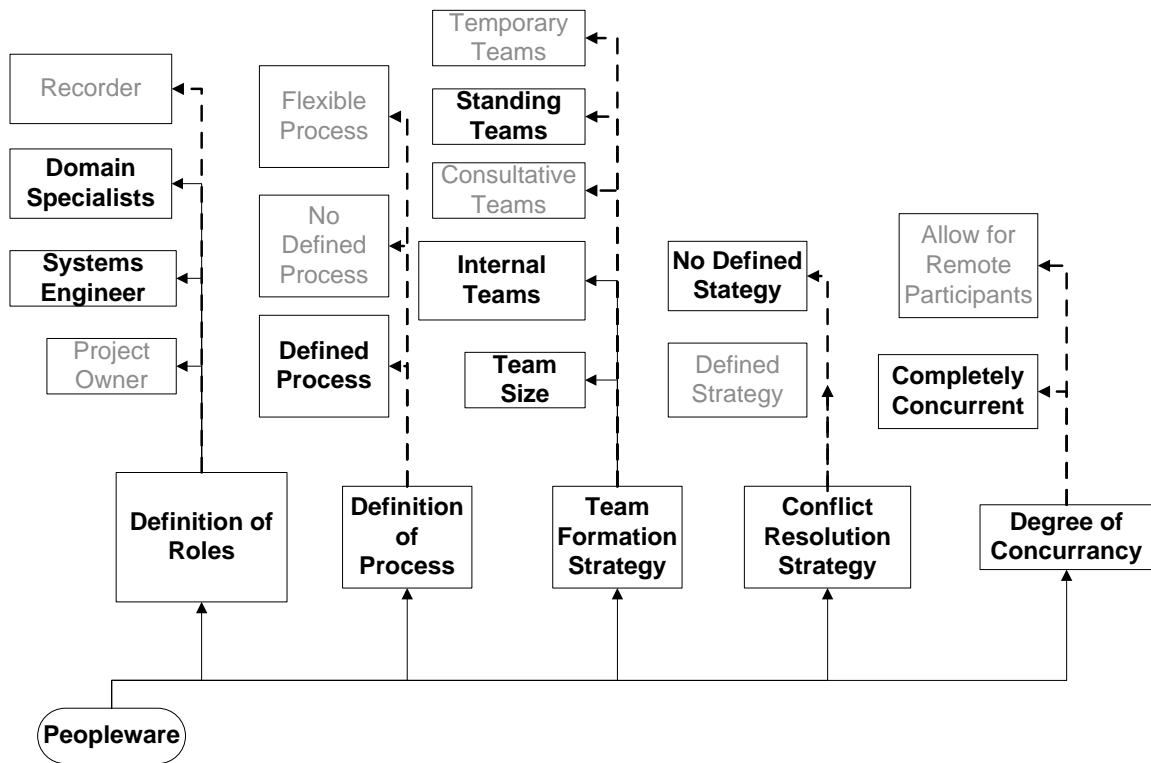 Temporary
Teams
Recorder
Flexible
Process
Standing
Teams
Domain
Specialists
Consultative
Teams
No
Defined
Process
Allow for
Remote
Participants
Systems
Engineer
Internal
Teams
No Defined
Stategy
Project
Owner
Defined
Process
Team
Size
Defined
Strategy
Completely
Concurrent
Definition of
Roles
Definition
of
Process
Team
Formation
Strategy
Conflict
Resolution
Strategy
Degree of
Concurrancy
Peopleware